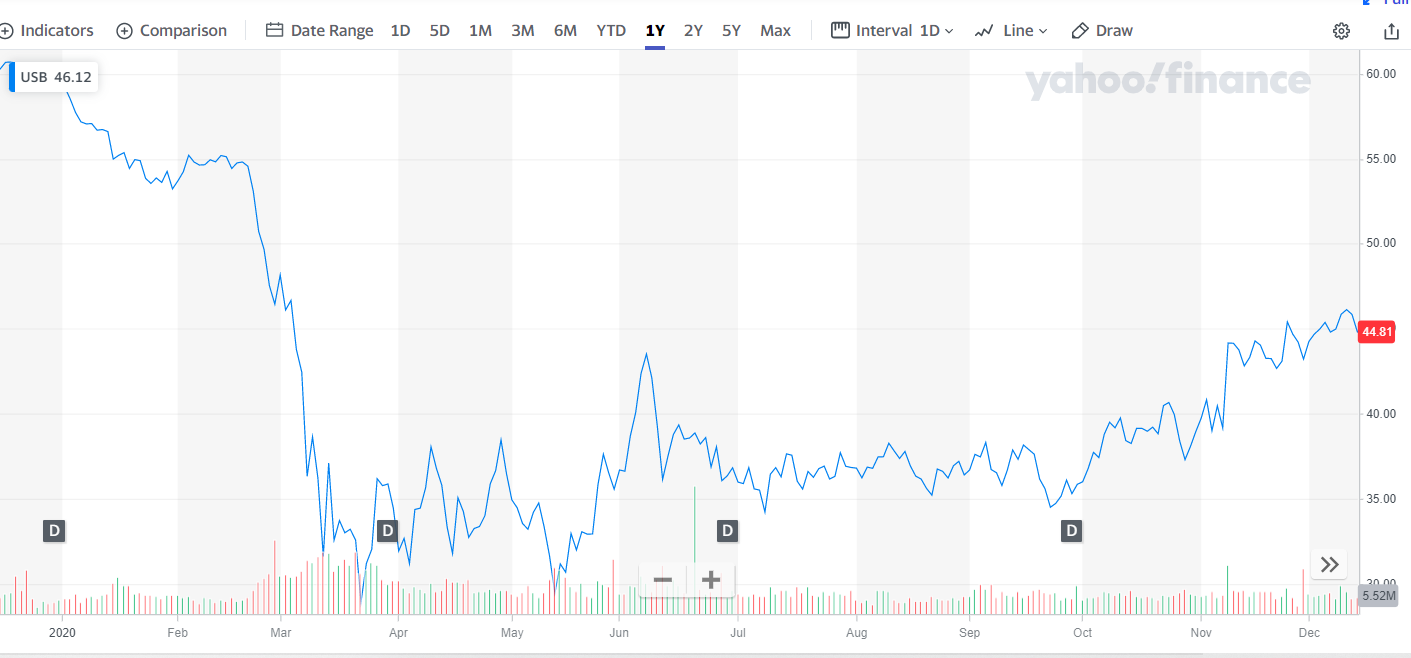 Indicators Comparison Date Range 1D 5D 1M 3M 6M YTD 1Y 2Y 5Y Max Interval 1D Line Draw
yahoo!finance
60.00
USB 46.12
55.00
50.00
44.81
40.00
35.00
D D D D
30.00
5.52M
2020 Feb Mar Apr May Jun Jul Aug Sep Oct Nov Dec